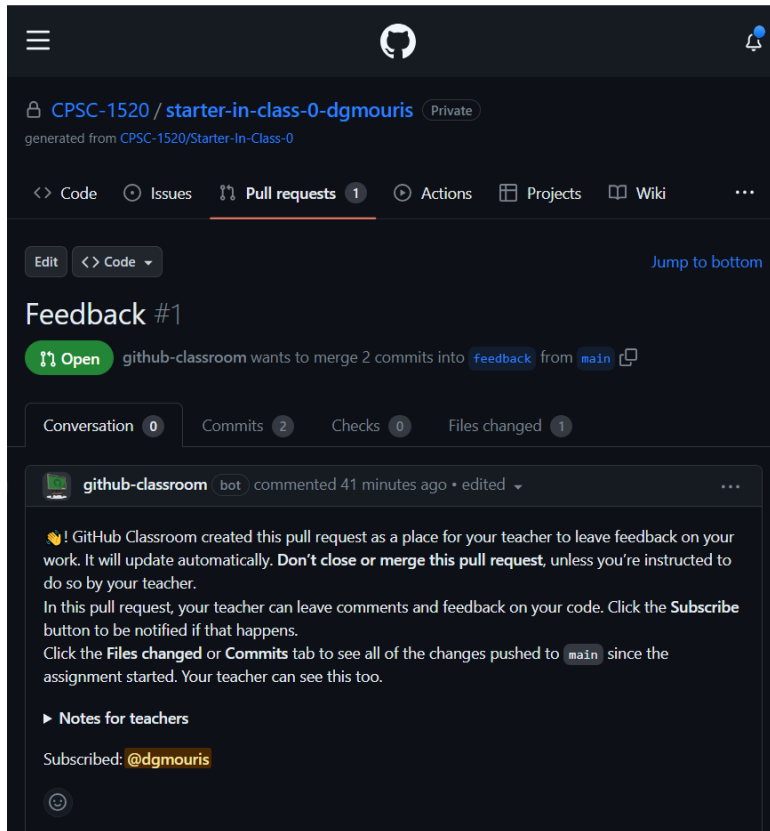 CPSC-1520 / starter-in-class-0-dgmouris Private
generated from CPSC-1520/Starter-In-Class-0
Code Issues Pull requests 1 Actions Projects Wiki ...
Edit <> Code Jump to bottom
Feedback #1
Open github-classroom wants to merge 2 commits into feedback from main
Conversation 0 Commits 2 Checks 0 Files changed 1
github-classroom bot commented 41 minutes ago • edited ...
👋! GitHub Classroom created this pull request as a place for your teacher to leave feedback on your
work. It will update automatically. Don't close or merge this pull request, unless you're instructed to
do so by your teacher.
In this pull request, your teacher can leave comments and feedback on your code. Click the Subscribe
button to be notified if that happens.
Click the Files changed or Commits tab to see all of the changes pushed to main since the
assignment started. Your teacher can see this too.
Notes for teachers
Subscribed: @dgmouris